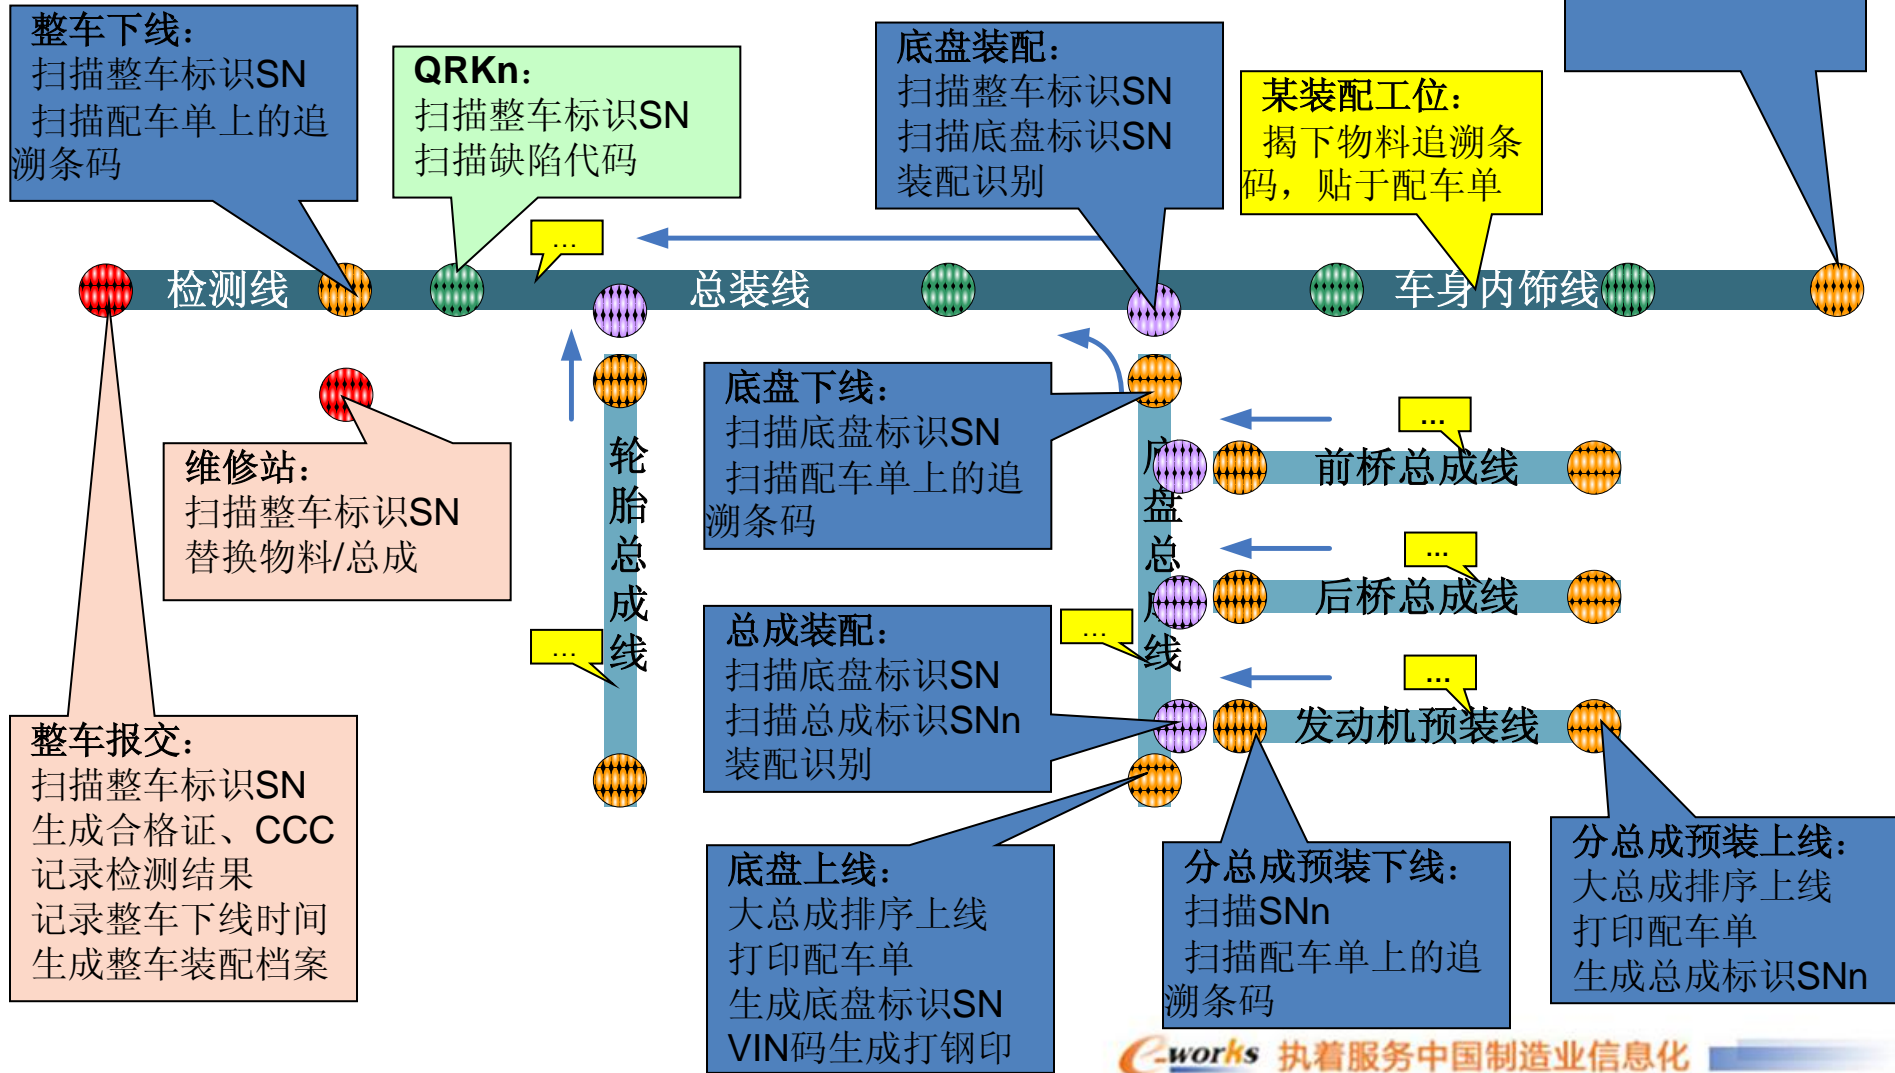 整车下线：
扫描整车标识SN
扫描配车单上的追
溯条码
QRKn：
扫描整车标识SN
扫描缺陷代码
底盘装配：
扫描整车标识SN
扫描底盘标识SN
装配识别
某装配工位：
揭下物料追溯条
码，贴于配车单
...
检测线
总装线
车身内饰线
底盘下线：
扫描底盘标识SN
扫描配车单上的追
溯条码
维修站：
扫描整车标识SN
替换物料/总成
轮胎总成线
底盘总成线
...
前桥总成线
...
后桥总成线
...
...
...
发动机预装线
总成装配：
扫描底盘标识SN
扫描总成标识SNn
装配识别
整车报交：
扫描整车标识SN
生成合格证、CCC
记录检测结果
记录整车下线时间
生成整车装配档案
底盘上线：
大总成排序上线
打印配车单
生成底盘标识SN
VIN码生成打钢印
分总成预装下线：
扫描SNn
扫描配车单上的追
溯条码
分总成预装上线：
大总成排序上线
打印配车单
生成总成标识SNn
e-works 执着服务中国制造业信息化